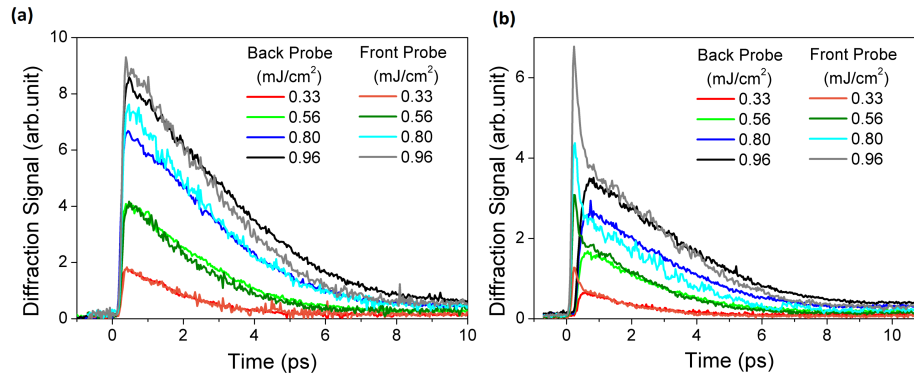 (a)
Diffraction Signal (arb.unit)
10
8
6
4
2
0
Back Probe Front Probe
(mJ/cm²) (mJ/cm²)
0.33 0.33
0.56 0.56
0.80 0.80
0.96 0.96
0 2 4 6 8 10
Time (ps)
(b)
Diffraction Signal (arb.unit)
6
4
2
0
Back Probe Front Probe
(mJ/cm²) (mJ/cm²)
0.33 0.33
0.56 0.56
0.80 0.80
0.96 0.96
0 2 4 6 8 10
Time (ps)